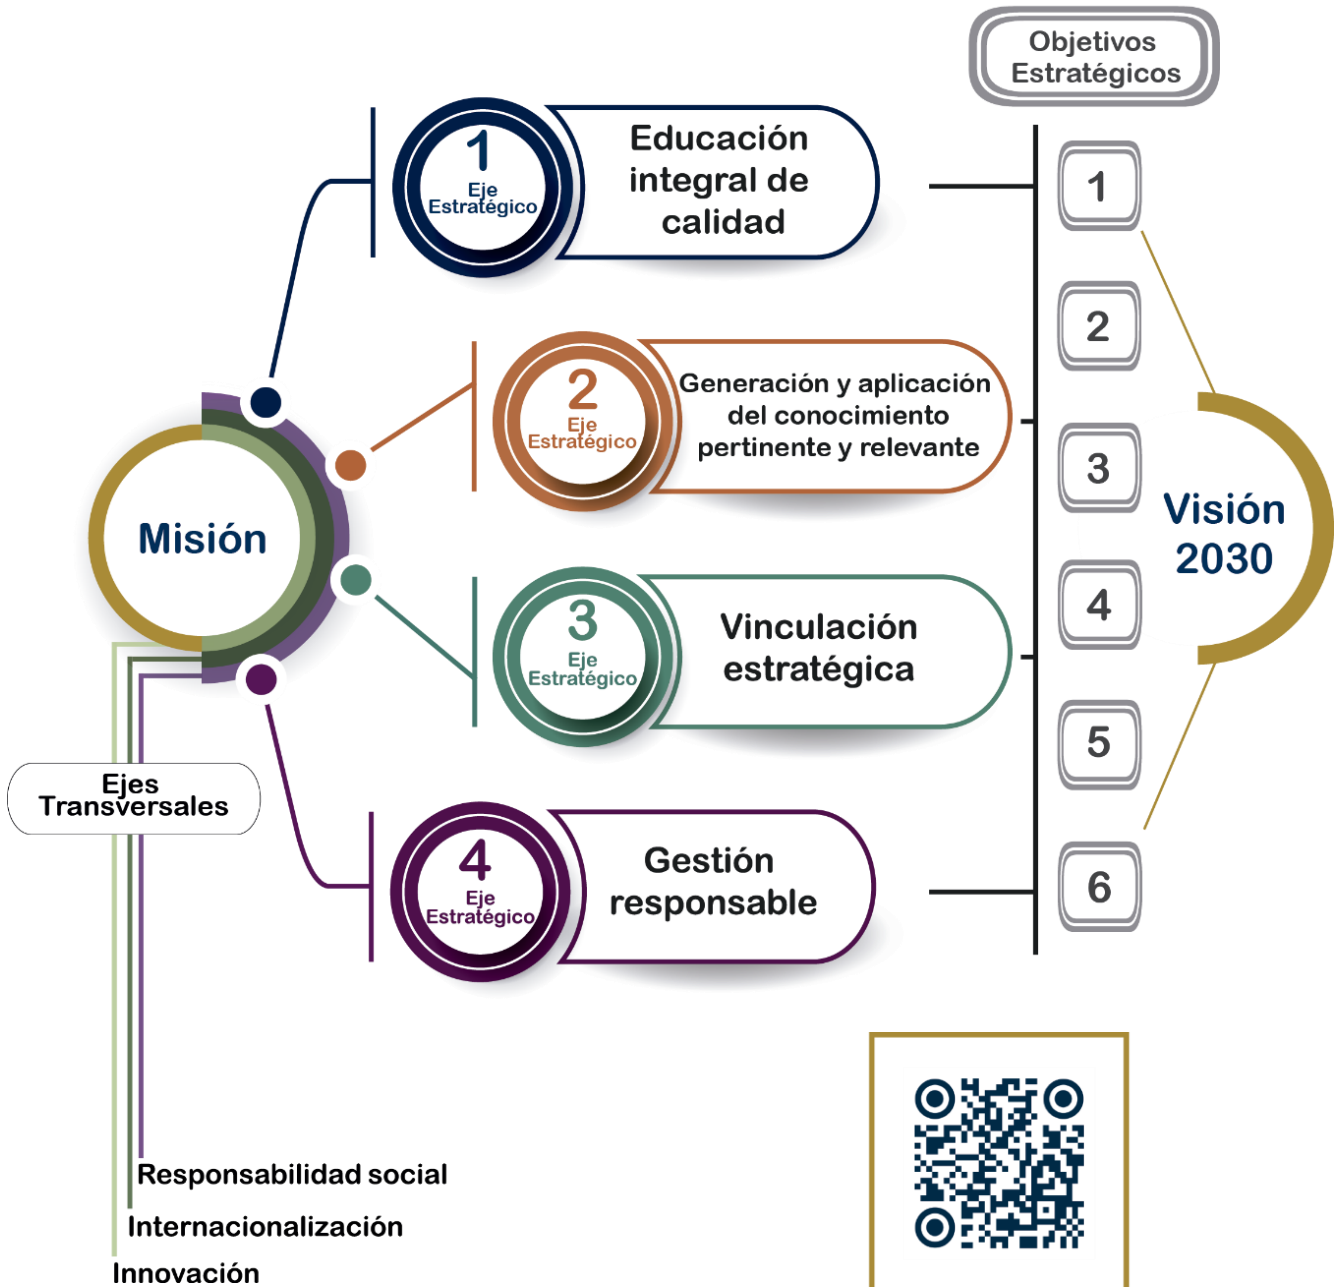 Objetivos
Estratégicos
1
Eje
Estratégico
Educación
integral de
calidad
2
Eje
Estratégico
Generación y aplicación
del conocimiento
pertinente y relevante
3
Eje
Estratégico
Vinculación
estratégica
4
Eje
Estratégico
Gestión
responsable
1
2
3
4
5
6
Misión
Visión
2030
Ejes
Transversales
Responsabilidad social
Internacionalización
Innovación